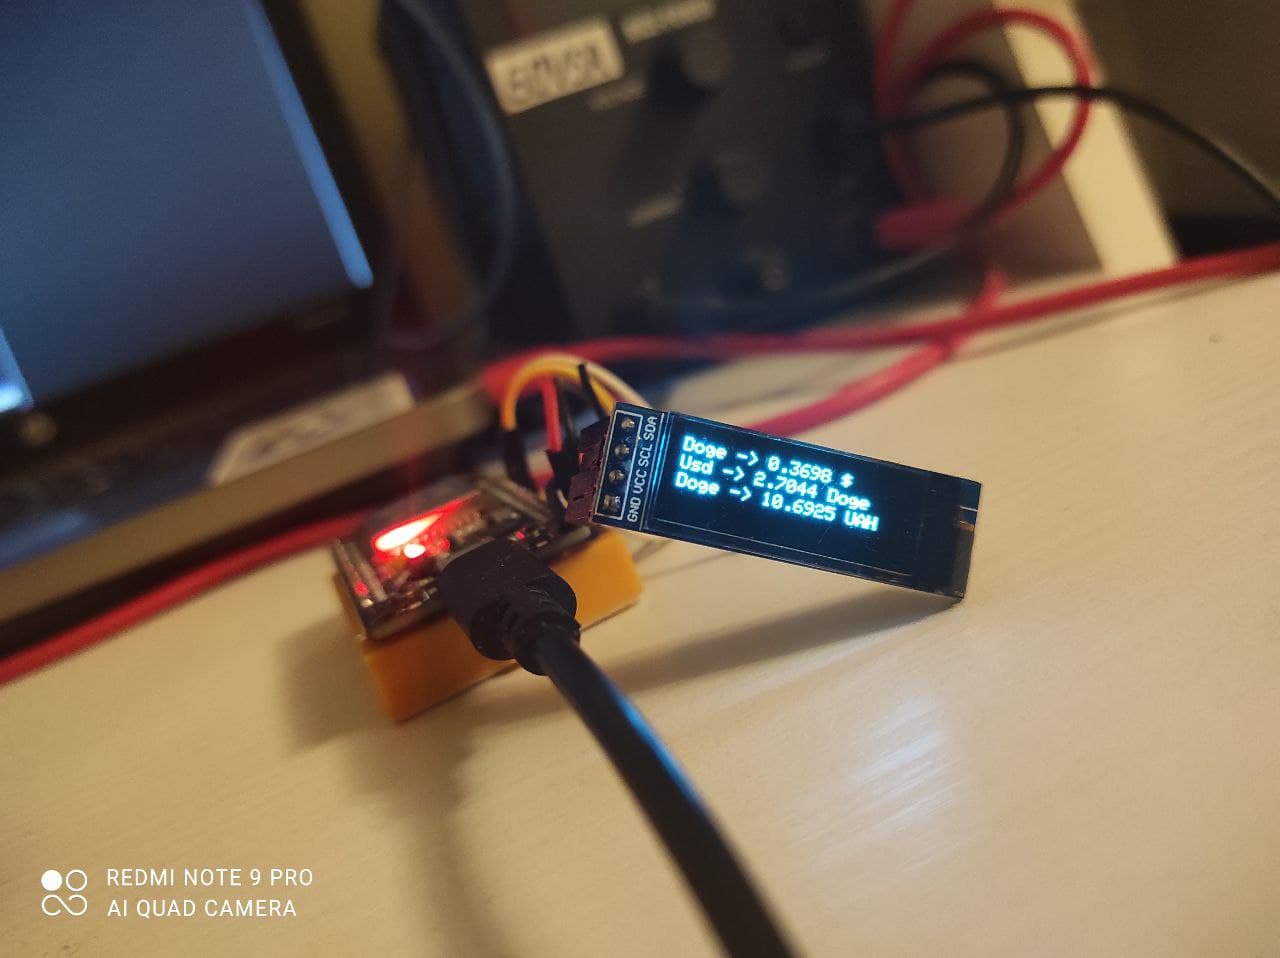 Doge -> 0.3698 $
Usd -> 2.7044 Doge
Doge -> 10.6925 UAH
GND VCC SCL SDA
REDMI NOTE 9 PRO
AI QUAD CAMERA